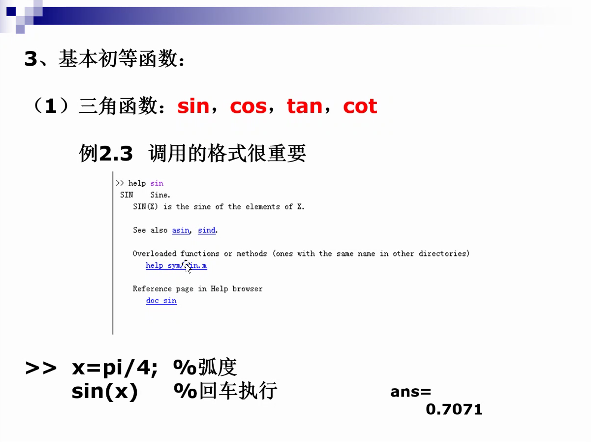 3、基本初等函数：
（1）三角函数：sin，cos，tan，cot
例2.3 调用的格式很重要
>> help sin
SIN Sine.
SIN(X) is the sine of the elements of X.
See also asin, sind.
Overloaded functions or methods (ones with the same name in other directories)
help sym/sin.m
Reference page in Help browser
doc sin
>> x=pi/4; %弧度
sin(x) %回车执行
ans=
0.7071